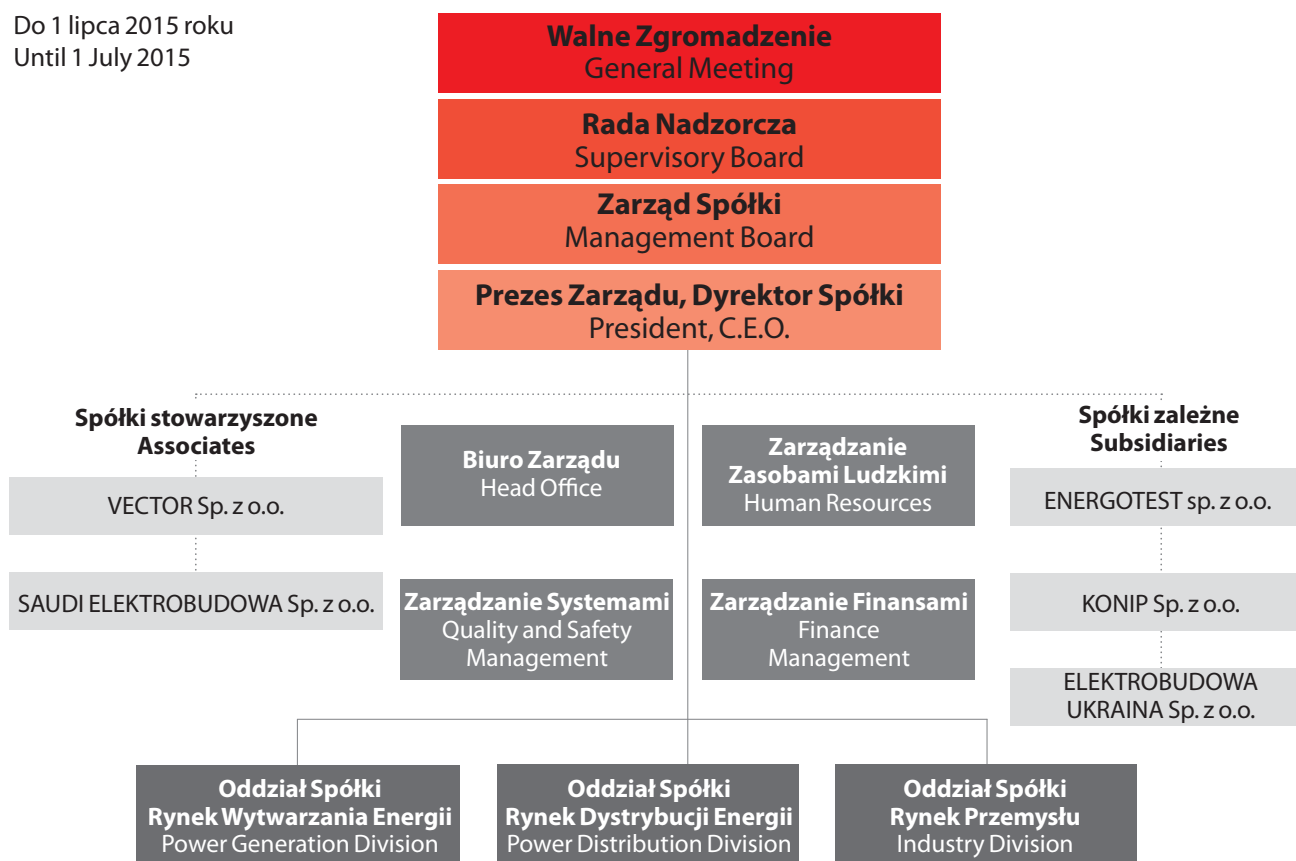 Do 1 lipca 2015 roku
Until 1 July 2015
Walne Zgromadzenie
General Meeting
Rada Nadzorcza
Supervisory Board
Zarząd Spółki
Management Board
Prezes Zarządu, Dyrektor Spółki
President, C.E.O.
Spółki stowarzyszone
Associates
VECTOR Sp. z o.o.
SAUDI ELEKTROBUDOWA Sp. z o.o.
Biuro Zarządu
Head Office
Zarządzanie
Zasobami Ludzkimi
Human Resources
Zarządzanie Systemami
Quality and Safety
Management
Zarządzanie Finansami
Finance
Management
Spółki zależne
Subsidiaries
ENERGOTEST sp. z o.o.
KONIP Sp. z o.o.
ELEKTROBUDOWA
UKRAINA Sp. z o.o.
Oddział Spółki
Rynek Wytwarzania Energii
Power Generation Division
Oddział Spółki
Rynek Dystrybucji Energii
Power Distribution Division
Oddział Spółki
Rynek Przemysłu
Industry Division